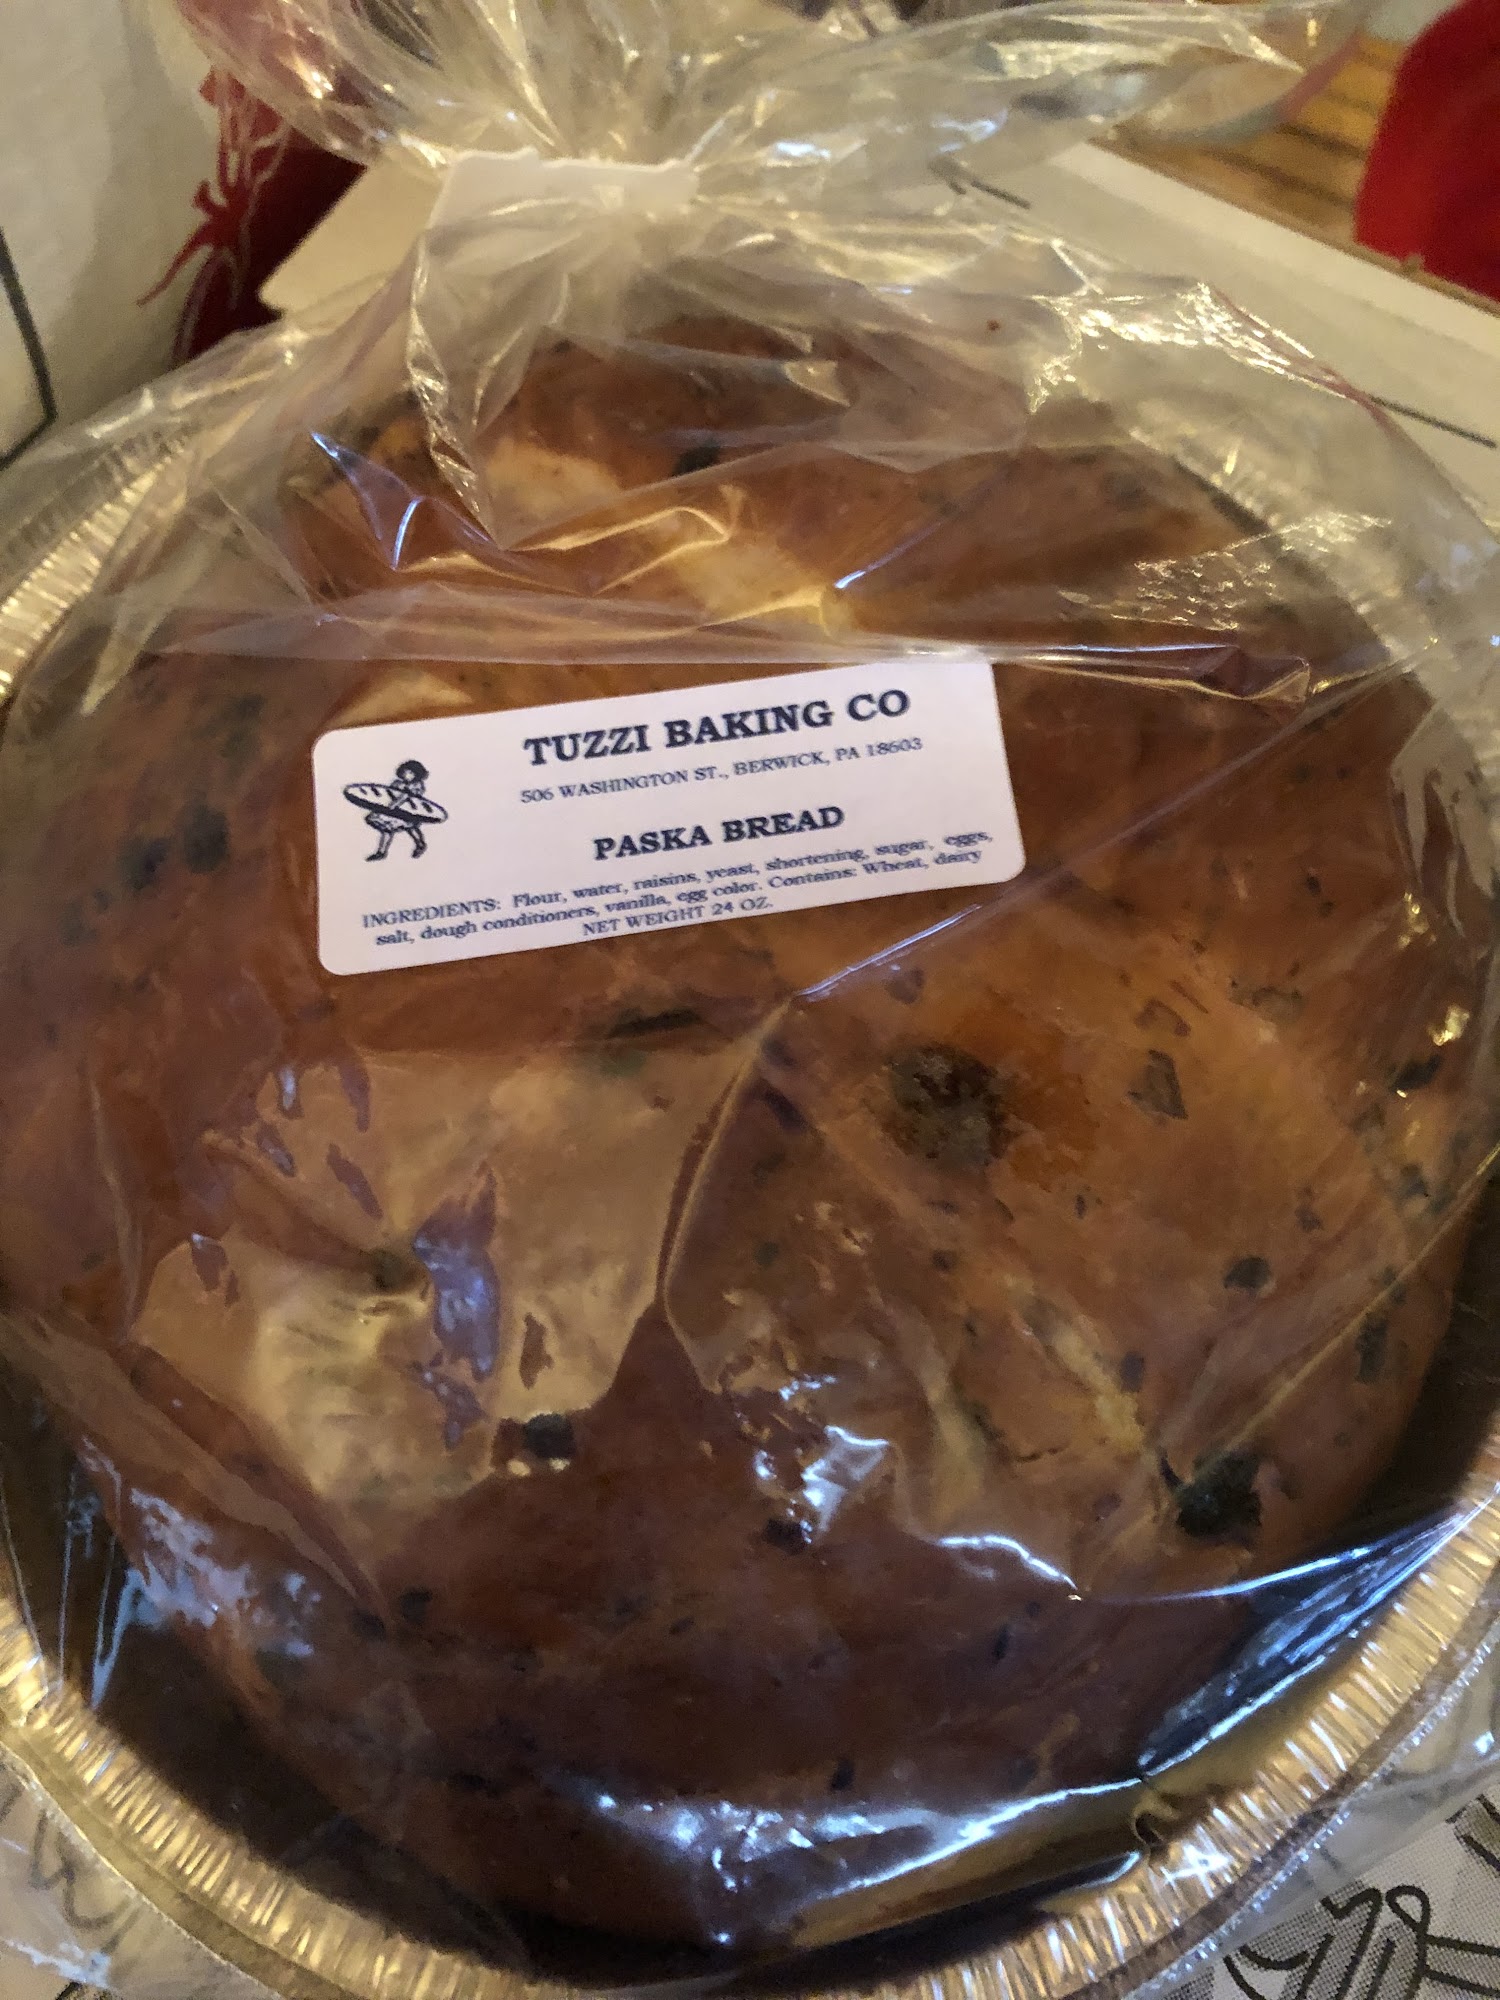 TUZZI BAKING CO
506 WASHINGTON ST., BERWICK, PA 18603
PASKA BREAD
INGREDIENTS: Flour, water, raisins, yeast, shortening, sugar, eggs,
salt, dough conditioners, vanilla, egg color. Contains: Wheat, dairy
NET WEIGHT 24 OZ.